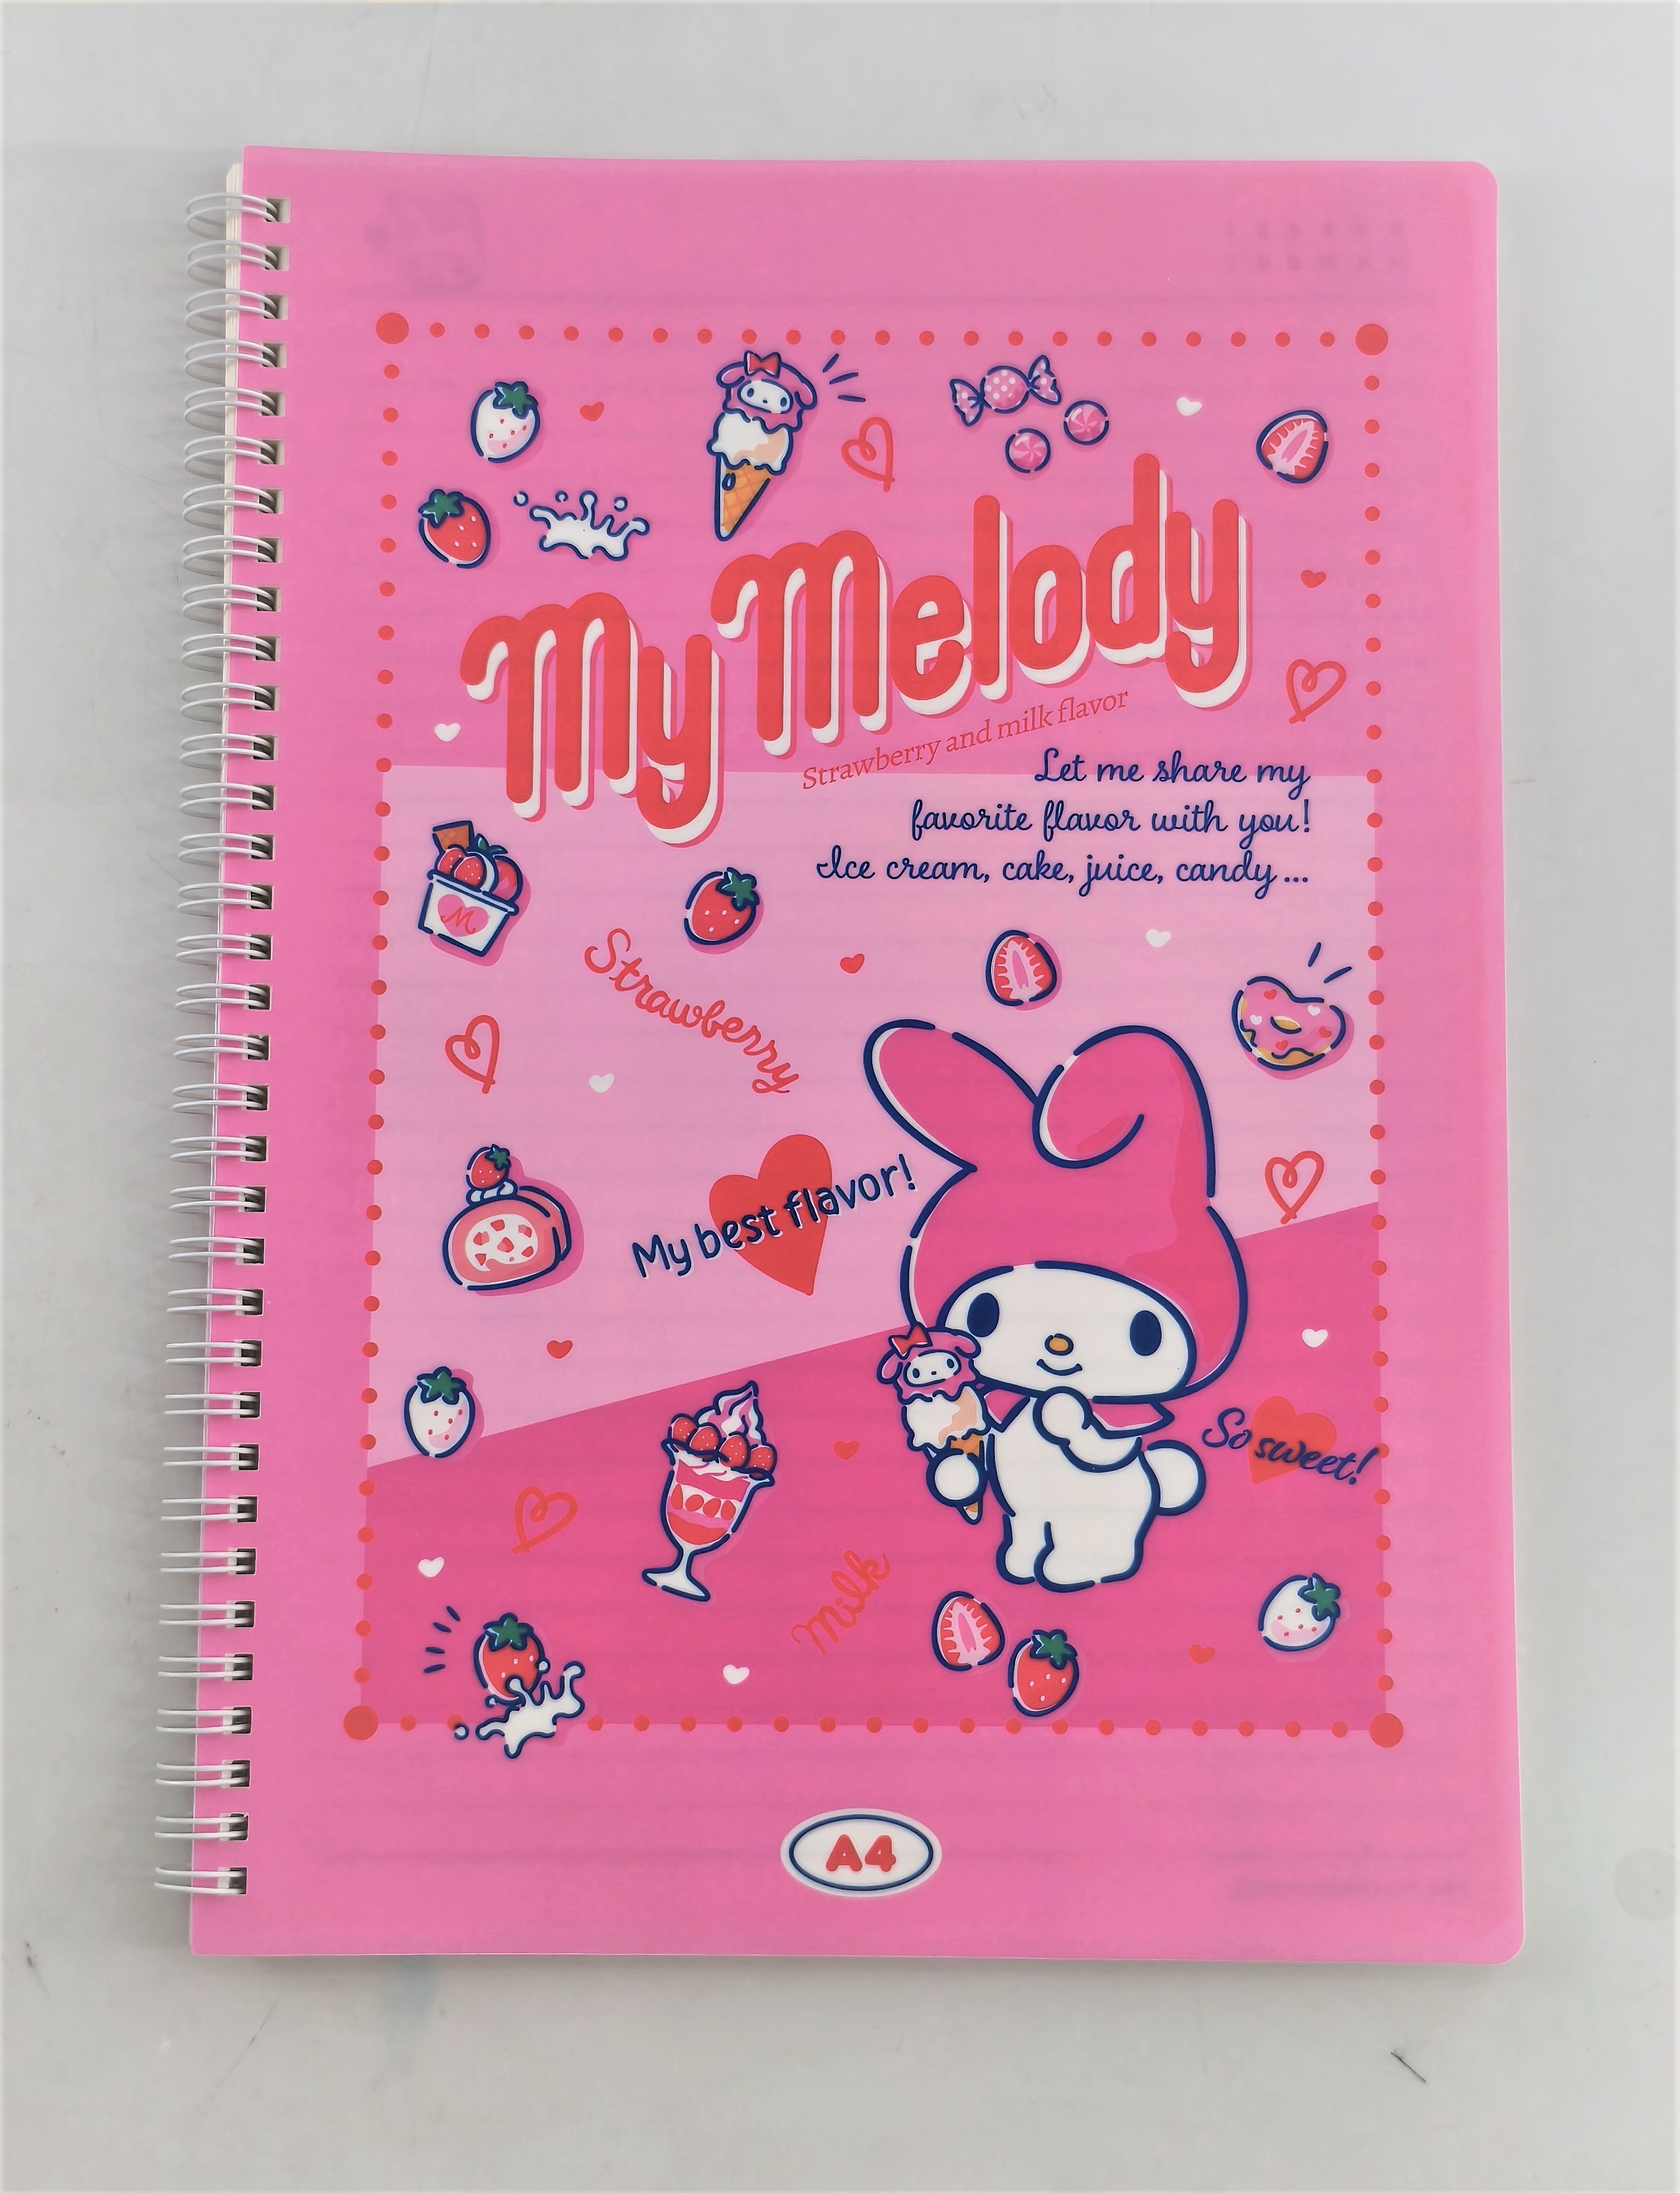 My Melody
Strawberry and milk flavor
Let me share my
favorite flavor with you!
Ice cream, cake, juice, candy...
M
Strawberry
My best flavor!
So sweet!
Milk
A4